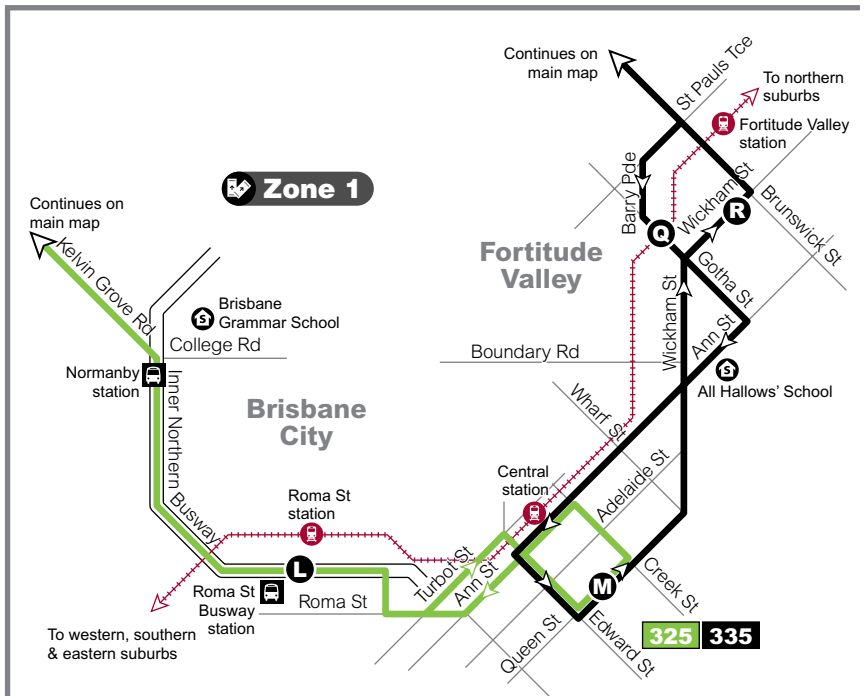 Continues on
main map
St Pauls Tce
To northern
suburbs
Fortitude Valley
station
Zone 1
Barry Pde
Wickham St
R
Brunswick St
Continues on
main map
Q
Kelvin Grove Rd
Fortitude
Valley
Gotha St
S
Brisbane
Grammar School
Wickham St
College Rd
Boundary Rd
Ann St
Normanby
station
S
All Hallows' School
Inner Northern
Busway
Brisbane
City
Wharf St
Adelaide St
Central
station
Roma St
station
Turbot St
L
Ann St
M
Creek St
Roma St
Busway
station
Roma St
To western, southern
& eastern suburbs
Queen St
Edward St
325 335